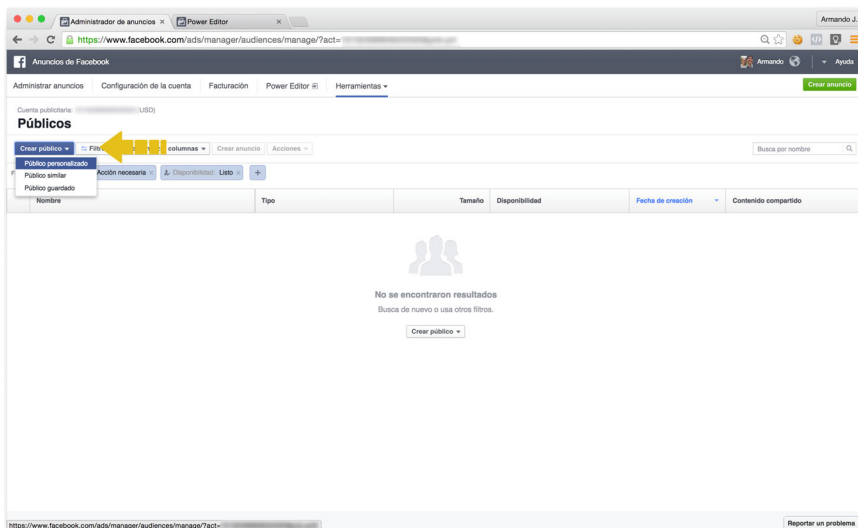 Administrador de anuncios ×
Power Editor ×
Armando J.
https://www.facebook.com/ads/manager/audiences/manage/?act=
Anuncios de Facebook
Armando
Ayuda
Administrar anuncios Configuración de la cuenta Facturación Power Editor Herramientas
Crear anuncio
Cuenta publicitaria: USD)
Públicos
Crear público
columnas Crear anuncio Acciones
Busca por nombre
Público personalizado
Público similar
Público guardado
Acción necesaria × Disponibilidad: Listo × +
Nombre Tipo Tamaño Disponibilidad Fecha de creación Contenido compartido
No se encontraron resultados
Busca de nuevo o usa otros filtros.
Crear público
https://www.facebook.com/ads/manager/audiences/manage/?act=
Reportar un problema